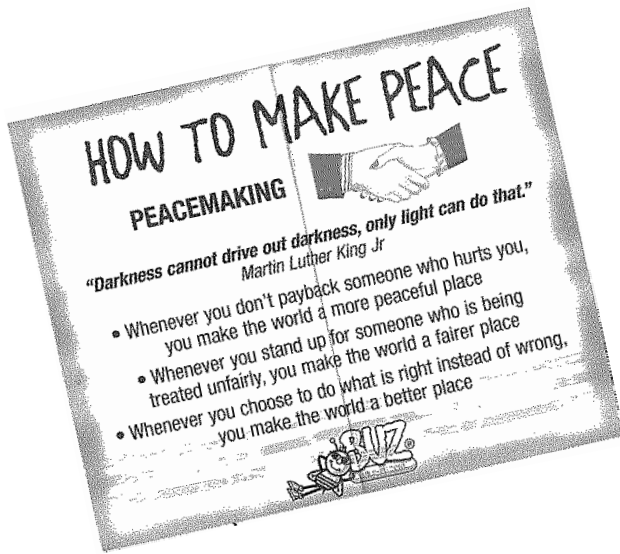 HOW TO MAKE PEACE
PEACEMAKING
“Darkness cannot drive out darkness, only light can do that.”
Martin Luther King Jr
• Whenever you don't payback someone who hurts you,
you make the world a more peaceful place
• Whenever you stand up for someone who is being
treated unfairly, you make the world a fairer place
• Whenever you choose to do what is right instead of wrong,
you make the world a better place
BUZ